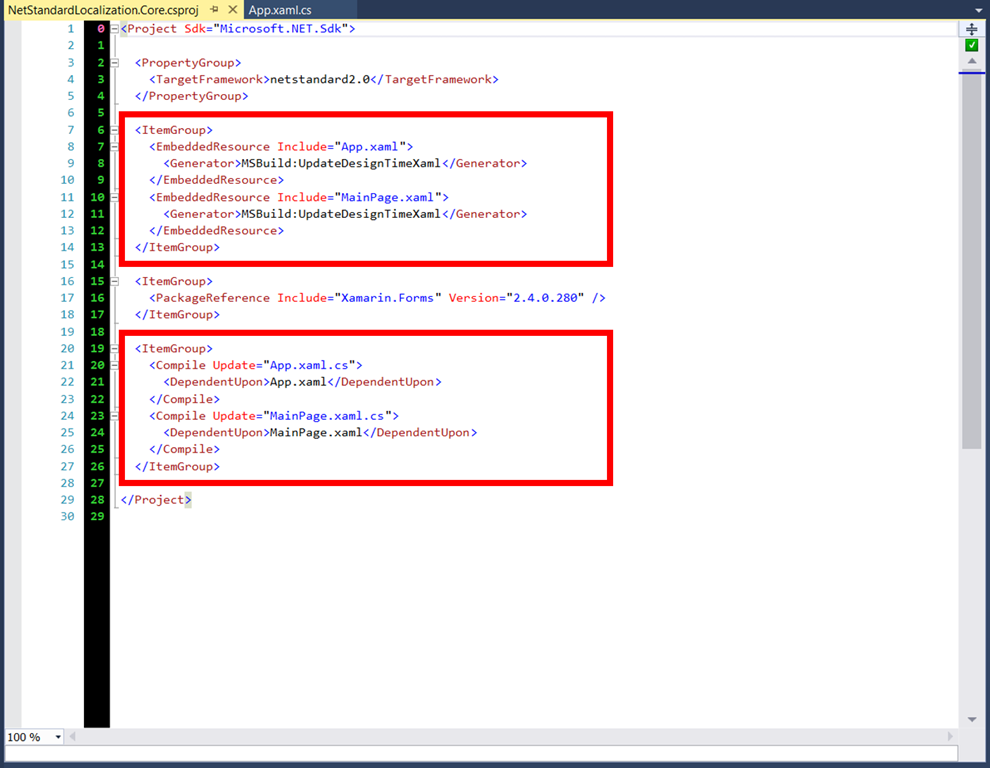 NetStandardLocalization.Core.csproj App.xaml.cs
1 0 <Project Sdk="Microsoft.NET.Sdk">
2 1
3 2 <PropertyGroup>
4 3 <TargetFramework>netstandard2.0</TargetFramework>
5 4 </PropertyGroup>
6 5
7 6 <ItemGroup>
8 7 <EmbeddedResource Include="App.xaml">
9 8 <Generator>MSBuild:UpdateDesignTimeXaml</Generator>
10 9 </EmbeddedResource>
11 10 <EmbeddedResource Include="MainPage.xaml">
12 11 <Generator>MSBuild:UpdateDesignTimeXaml</Generator>
13 12 </EmbeddedResource>
14 13 </ItemGroup>
15 14
16 15 <ItemGroup>
17 16 <PackageReference Include="Xamarin.Forms" Version="2.4.0.280" />
18 17 </ItemGroup>
19 18
20 19 <ItemGroup>
21 20 <Compile Update="App.xaml.cs">
22 21 <DependentUpon>App.xaml</DependentUpon>
23 22 </Compile>
24 23 <Compile Update="MainPage.xaml.cs">
25 24 <DependentUpon>MainPage.xaml</DependentUpon>
26 25 </Compile>
27 26 </ItemGroup>
28 27
29 28 </Project>
30 29
100 %